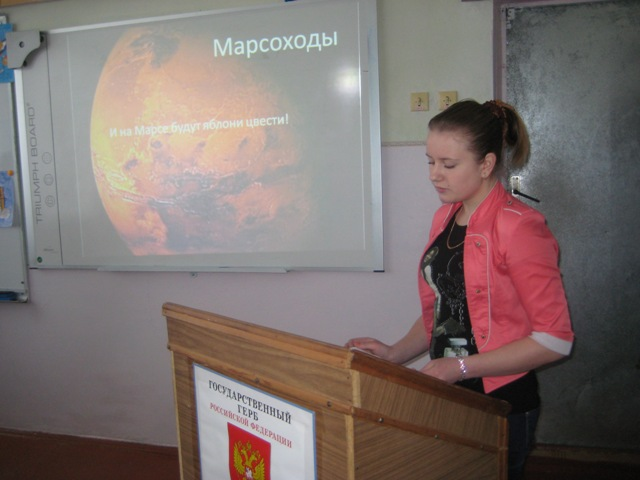 Марсоходы
И на Марсе будут яблони цвести!
TRIUMPH BOARD
ГОСУДАРСТВЕННЫЙ
ГЕРБ
РОССИЙСКОЙ ФЕДЕРАЦИИ